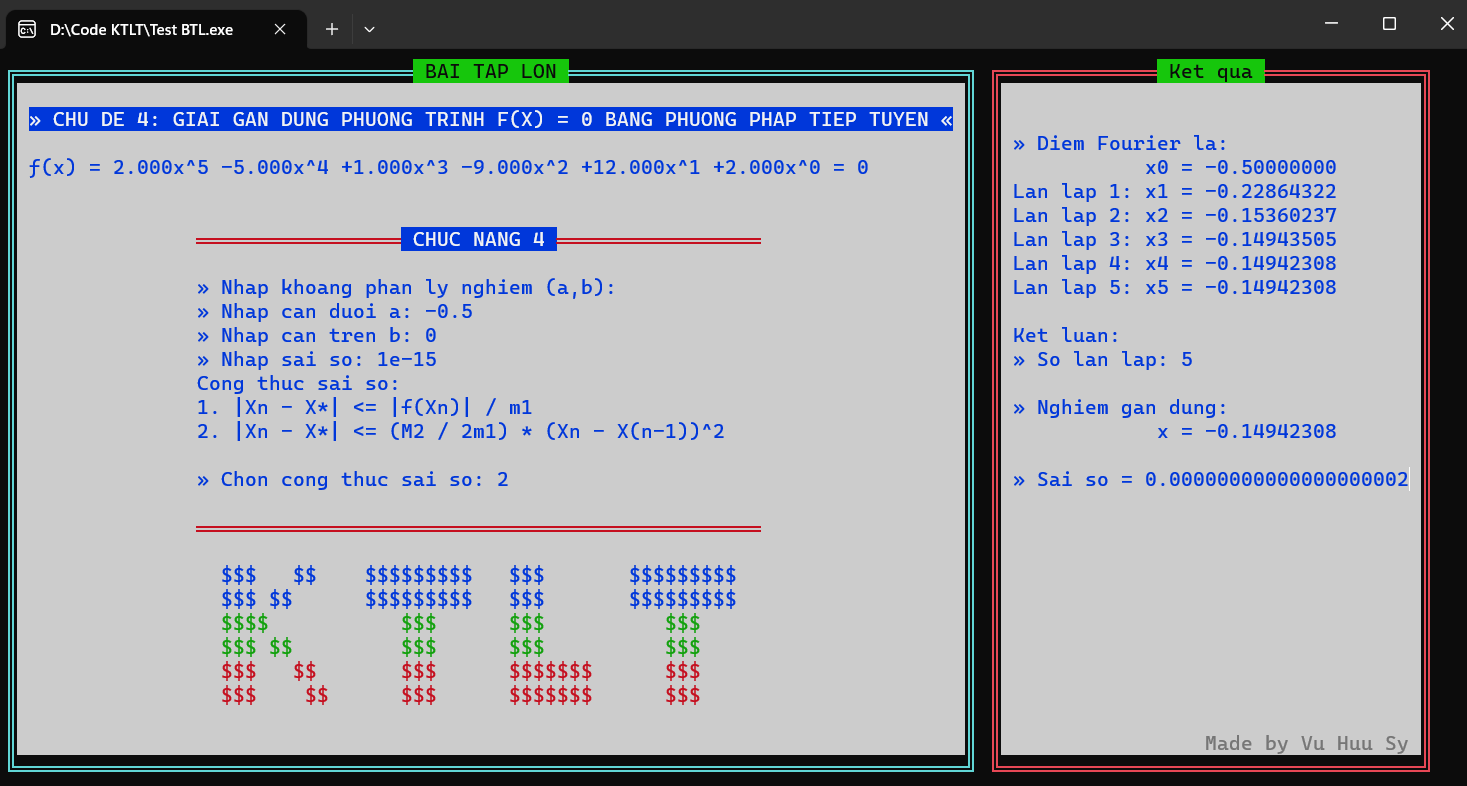 D:\Code KTLT\Test BTL.exe
BAI TAP LON
» CHU DE 4: GIAI GAN DUNG PHUONG TRINH F(X) = 0 BANG PHUONG PHAP TIEP TUYEN «
ƒ(x) = 2.000x^5 -5.000x^4 +1.000x^3 -9.000x^2 +12.000x^1 +2.000x^0 = 0
CHUC NANG 4
» Nhap khoang phan ly nghiem (a,b):
» Nhap can duoi a: -0.5
» Nhap can tren b: 0
» Nhap sai so: 1e-15
Cong thuc sai so:
1. |Xn - X*| <= |f(Xn)| / m1
2. |Xn - X*| <= (M2 / 2m1) * (Xn - X(n-1))^2
» Chon cong thuc sai so: 2
$$$   $$    $$$$$$$$$   $$$       $$$$$$$$$
$$$ $$      $$$$$$$$$   $$$       $$$$$$$$$
$$$$           $$$      $$$          $$$
$$$ $$         $$$      $$$          $$$
$$$   $$       $$$      $$$$$$$      $$$
$$$    $$      $$$      $$$$$$$      $$$
Ket qua
» Diem Fourier la:
x0 = -0.50000000
Lan lap 1: x1 = -0.22864322
Lan lap 2: x2 = -0.15360237
Lan lap 3: x3 = -0.14943505
Lan lap 4: x4 = -0.14942308
Lan lap 5: x5 = -0.14942308
Ket luan:
» So lan lap: 5
» Nghiem gan dung:
x = -0.14942308
» Sai so = 0.00000000000000000002
Made by Vu Huu Sy